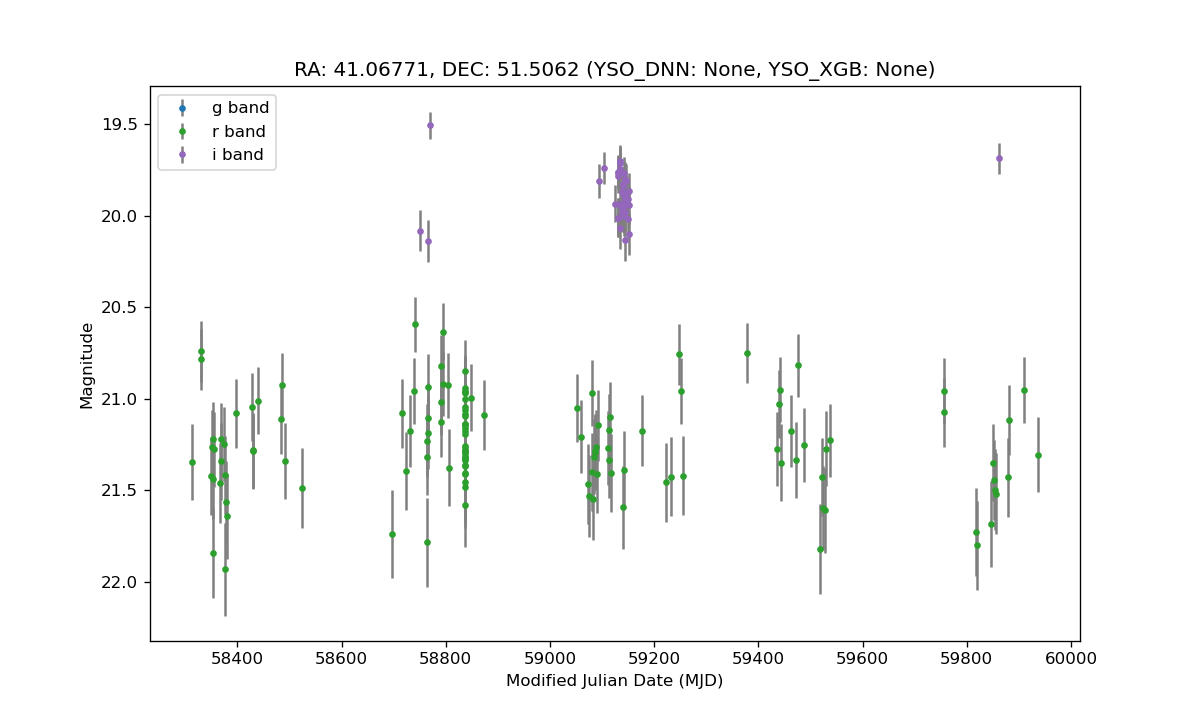 RA: 41.06771, DEC: 51.5062 (YSO_DNN: None, YSO_XGB: None)
g band
r band
i band
19.5
20.0
20.5
21.0
21.5
22.0
Magnitude
58400
58600
58800
59000
59200
59400
59600
59800
60000
Modified Julian Date (MJD)